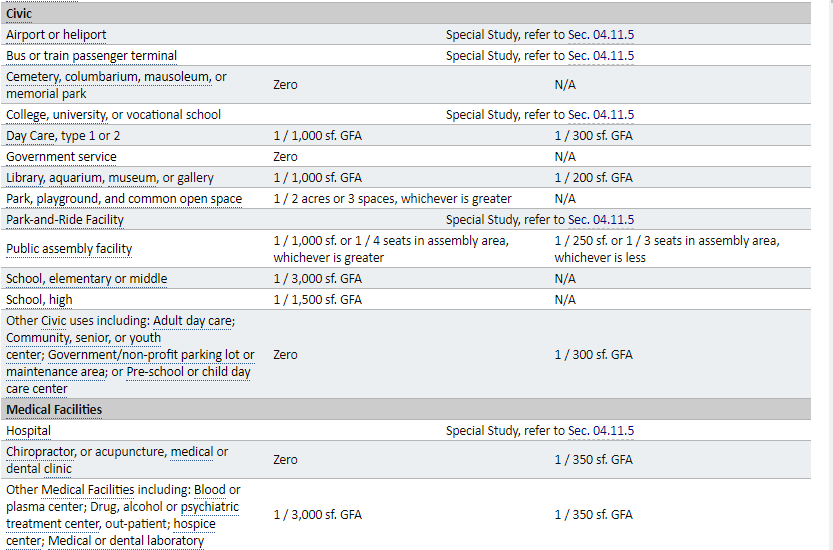 Civic
Airport or heliport Special Study, refer to Sec. 04.11.5
Bus or train passenger terminal Special Study, refer to Sec. 04.11.5
Cemetery, columbarium, mausoleum, or
memorial park
Zero N/A
College, university, or vocational school Special Study, refer to Sec. 04.11.5
Day Care, type 1 or 2 1 / 1,000 sf. GFA 1 / 300 sf. GFA
Government service Zero N/A
Library, aquarium, museum, or gallery 1 / 1,000 sf. GFA 1 / 200 sf. GFA
Park, playground, and common open space 1 / 2 acres or 3 spaces, whichever is greater N/A
Park-and-Ride Facility Special Study, refer to Sec. 04.11.5
Public assembly facility
1 / 1,000 sf. or 1 / 4 seats in assembly area,
whichever is greater
1 / 250 sf. or 1 / 3 seats in assembly area,
whichever is less
School, elementary or middle 1 / 3,000 sf. GFA N/A
School, high 1 / 1,500 sf. GFA N/A
Other Civic uses including: Adult day care;
Community, senior, or youth
center; Government/non-profit parking lot or
maintenance area; or Pre-school or child day
care center
Zero 1 / 300 sf. GFA
Medical Facilities
Hospital Special Study, refer to Sec. 04.11.5
Chiropractor, or acupuncture, medical or
dental clinic
Zero 1 / 350 sf. GFA
Other Medical Facilities including: Blood or
plasma center; Drug, alcohol or psychiatric
treatment center, out-patient; hospice
center; Medical or dental laboratory
1 / 3,000 sf. GFA 1 / 350 sf. GFA